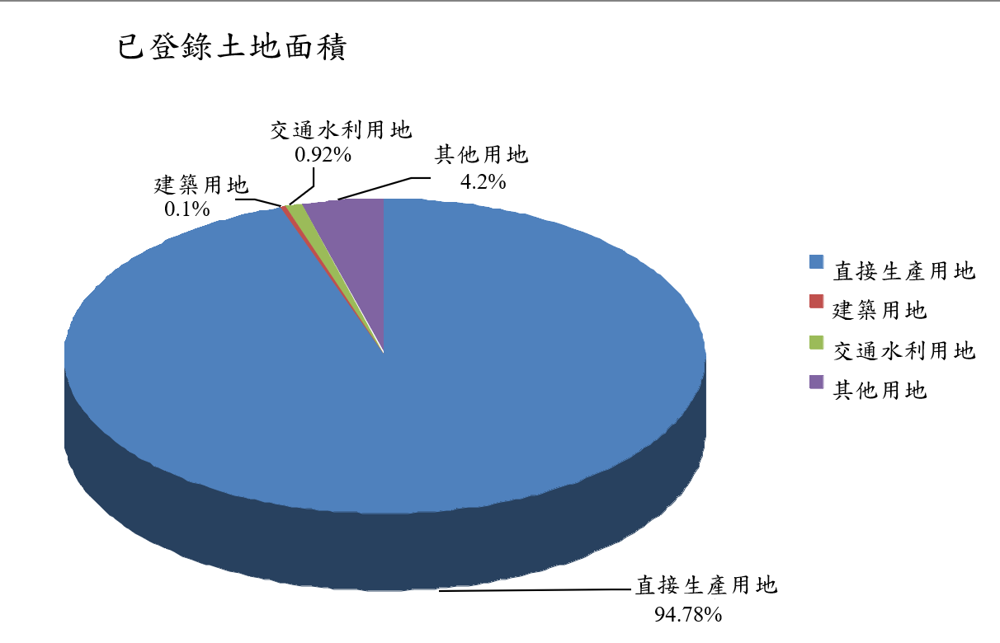 已登錄土地面積
交通水利用地
0.92%
其他用地
4.2%
建築用地
0.1%
直接生產用地
建築用地
交通水利用地
其他用地
直接生產用地
94.78%